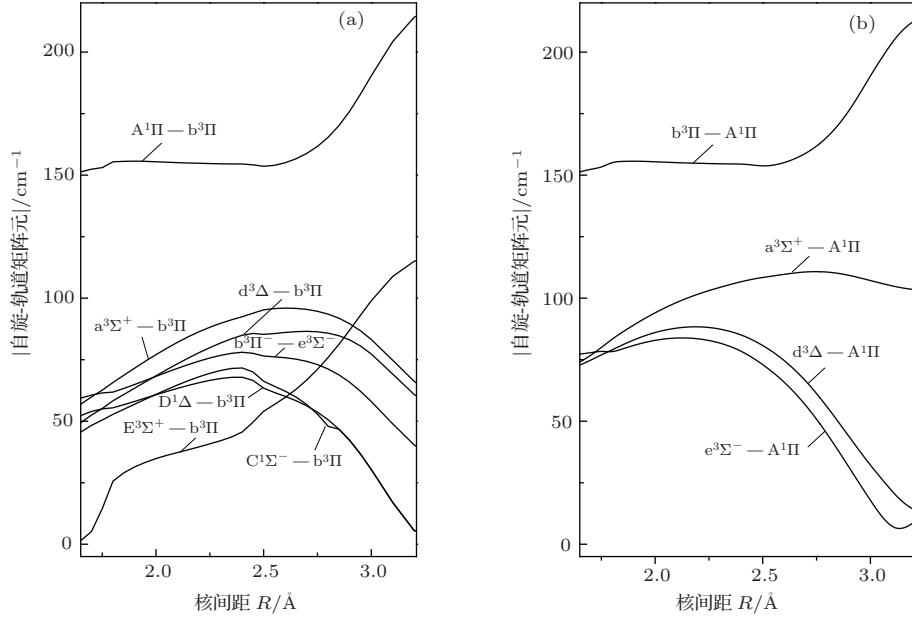 (a)
200
150
100
50
0
2.0
2.5
3.0
|自旋-轨道矩阵元|/cm⁻¹
核间距 R/Å
A¹Π — b³Π
d³Δ — b³Π
a³Σ⁺ — b³Π
b³Π⁻ — e³Σ⁻
D¹Δ — b³Π
E³Σ⁺ — b³Π
C¹Σ⁻ — b³Π
(b)
200
150
100
50
0
2.0
2.5
3.0
|自旋-轨道矩阵元|/cm⁻¹
核间距 R/Å
b³Π — A¹Π
a³Σ⁺ — A¹Π
d³Δ — A¹Π
e³Σ⁻ — A¹Π